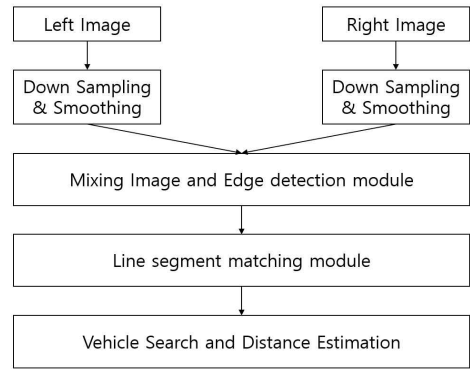 Left Image
Right Image
Down Sampling
& Smoothing
Down Sampling
& Smoothing
Mixing Image and Edge detection module
Line segment matching module
Vehicle Search and Distance Estimation